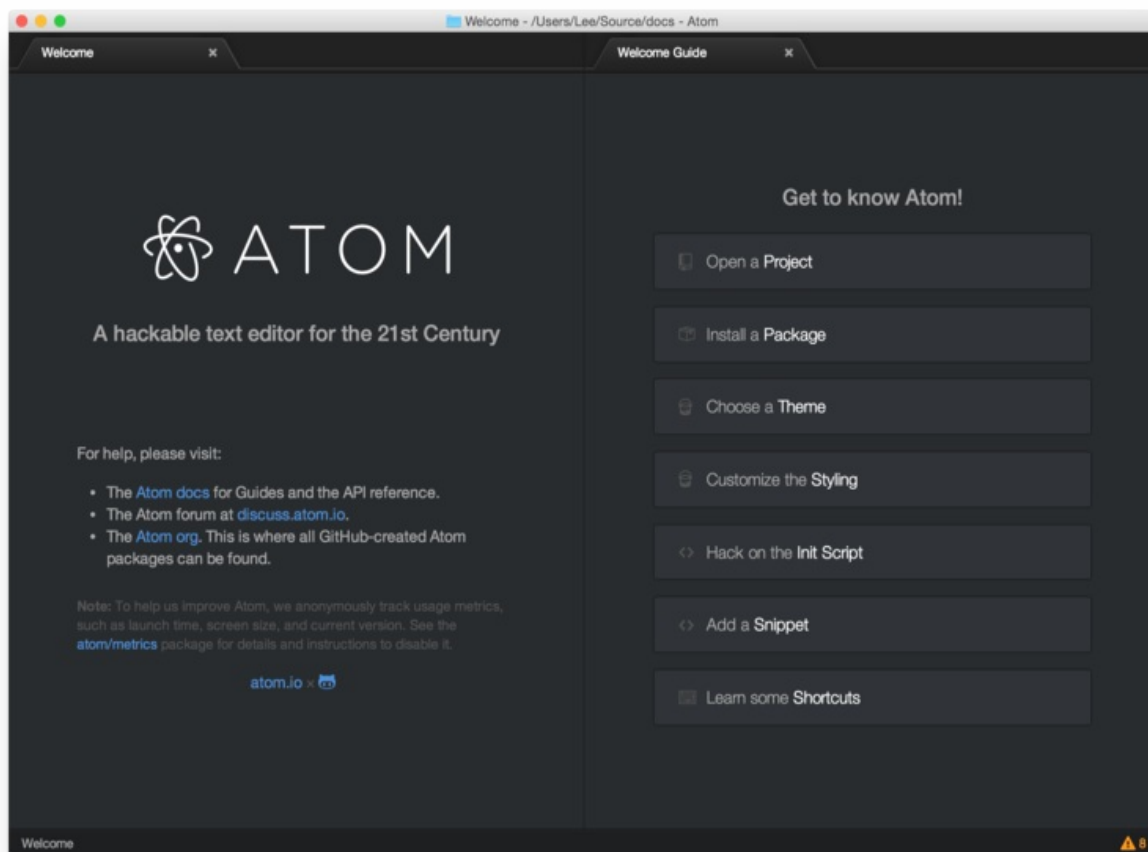 Welcome - /Users/Lee/Source/docs - Atom
Welcome
Welcome Guide
ATOM
A hackable text editor for the 21st Century
For help, please visit:
• The Atom docs for Guides and the API reference.
• The Atom forum at discuss.atom.io.
• The Atom org. This is where all GitHub-created Atom
packages can be found.
Note: To help us improve Atom, we anonymously track usage metrics,
such as launch time, screen size, and current version. See the
atom/metrics package for details and instructions to disable it.
atom.io ×
Get to know Atom!
Open a Project
Install a Package
Choose a Theme
Customize the Styling
Hack on the Init Script
Add a Snippet
Learn some Shortcuts
Welcome